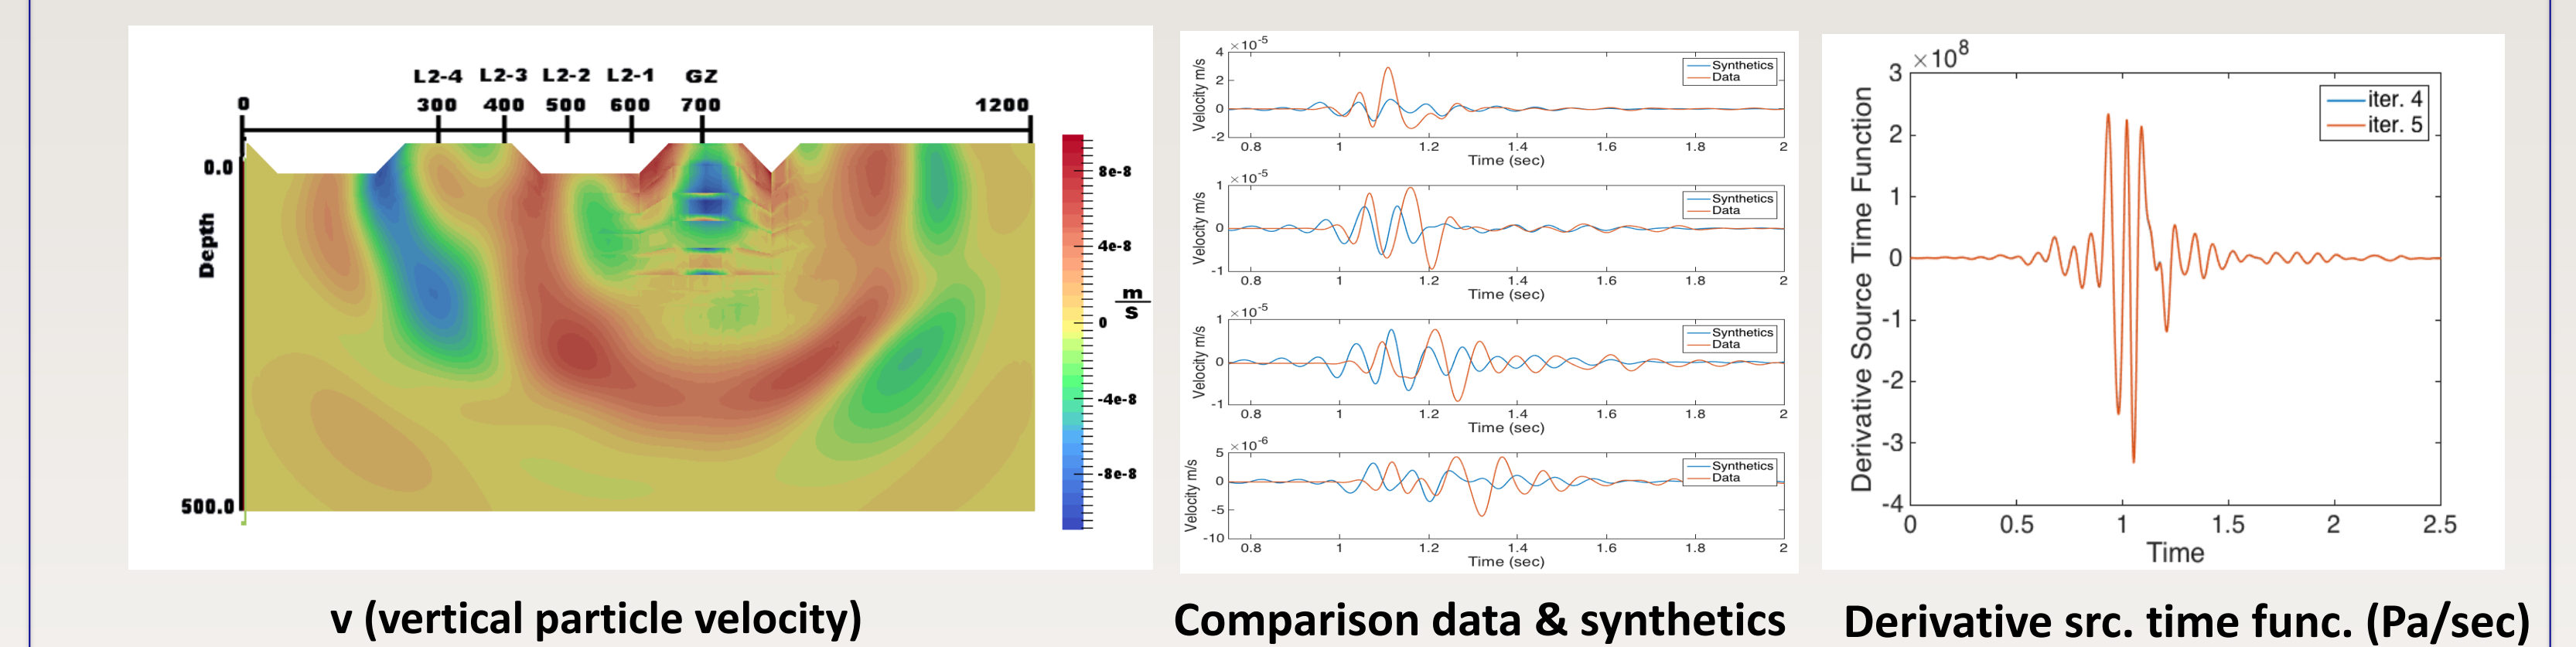 L2-4 L2-3 L2-2 L2-1 GZ
0 300 400 500 600 700 1200
0.0
Depth
500.0
8e-8
4e-8
0
-4e-8
-8e-8
m
s
v (vertical particle velocity)
×10-5
4
2
0
-2
Velocity m/s
Synthetics
Data
0.8 1 1.2 1.4 1.6 1.8 2
Time (sec)
×10-5
1
0
-1
Velocity m/s
Synthetics
Data
0.8 1 1.2 1.4 1.6 1.8 2
Time (sec)
×10-5
1
0
-1
Velocity m/s
Synthetics
Data
0.8 1 1.2 1.4 1.6 1.8 2
Time (sec)
×10-6
5
0
-5
-10
Velocity m/s
Synthetics
Data
0.8 1 1.2 1.4 1.6 1.8 2
Time (sec)
Comparison data & synthetics
×108
3
2
1
0
-1
-2
-3
-4
Derivative Source Time Function
iter. 4
iter. 5
0 0.5 1 1.5 2 2.5
Time
Derivative src. time func. (Pa/sec)